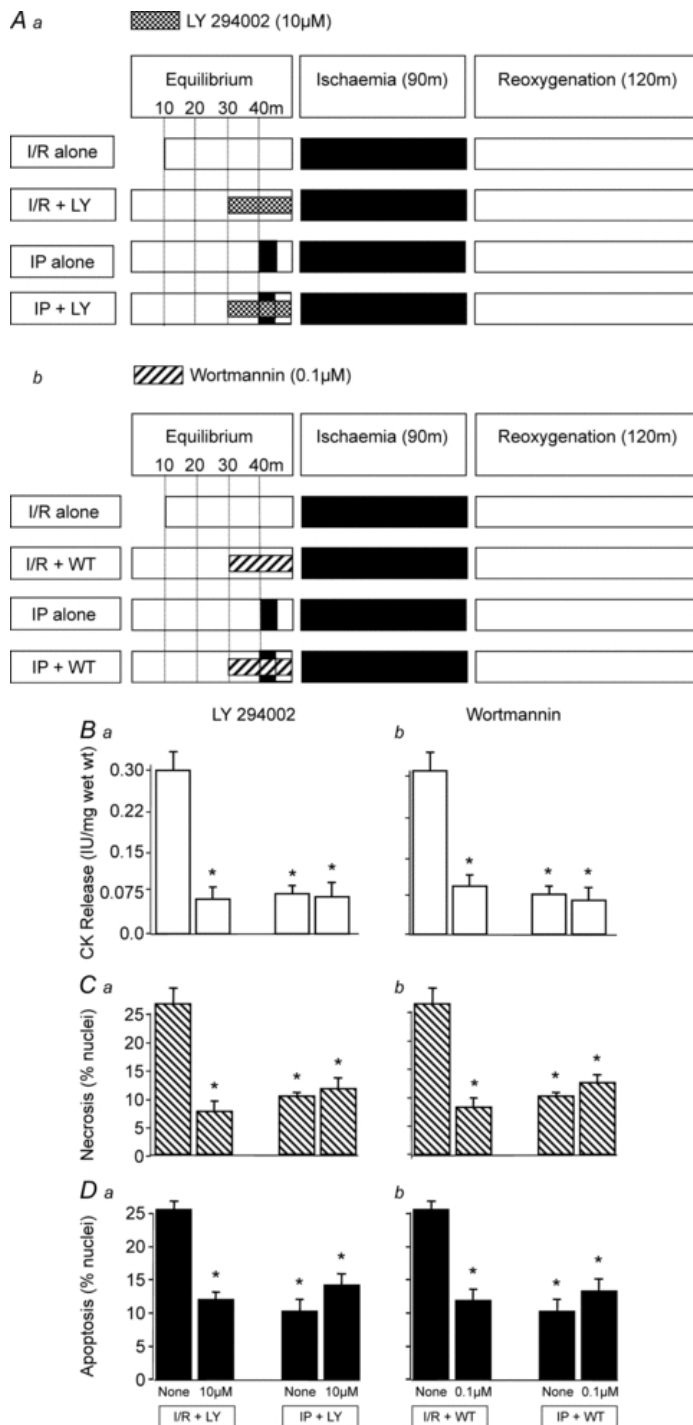 A a LY 294002 (10µM)
Equilibrium Ischaemia (90m) Reoxygenation (120m)
10 20 30 40m
I/R alone
I/R + LY
IP alone
IP + LY
b Wortmannin (0.1µM)
Equilibrium Ischaemia (90m) Reoxygenation (120m)
10 20 30 40m
I/R alone
I/R + WT
IP alone
IP + WT
LY 294002 Wortmannin
B a b
CK Release (IU/mg wet wt)
0.30
0.22
0.15
0.075
0.0
* * * * * *
C a b
Necrosis (% nuclei)
25
20
15
10
5
0
* * * * * *
D a b
Apoptosis (% nuclei)
25
20
15
10
5
0
* * * * * *
None 10µM None 10µM None 0.1µM None 0.1µM
I/R + LY IP + LY I/R + WT IP + WT